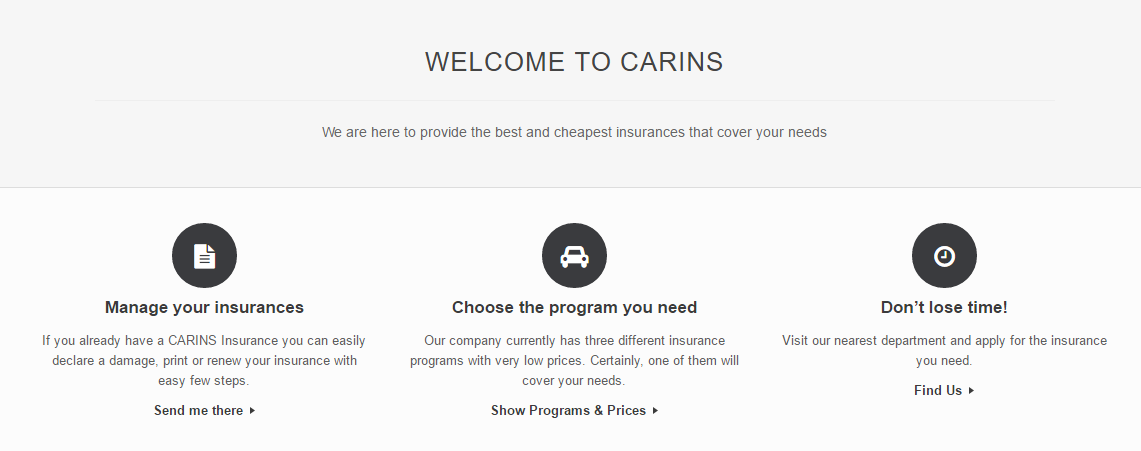 WELCOME TO CARINS
We are here to provide the best and cheapest insurances that cover your needs
Manage your insurances
If you already have a CARINS Insurance you can easily
declare a damage, print or renew your insurance with
easy few steps.
Send me there
Choose the program you need
Our company currently has three different insurance
programs with very low prices. Certainly, one of them will
cover your needs.
Show Programs & Prices
Don’t lose time!
Visit our nearest department and apply for the insurance
you need.
Find Us